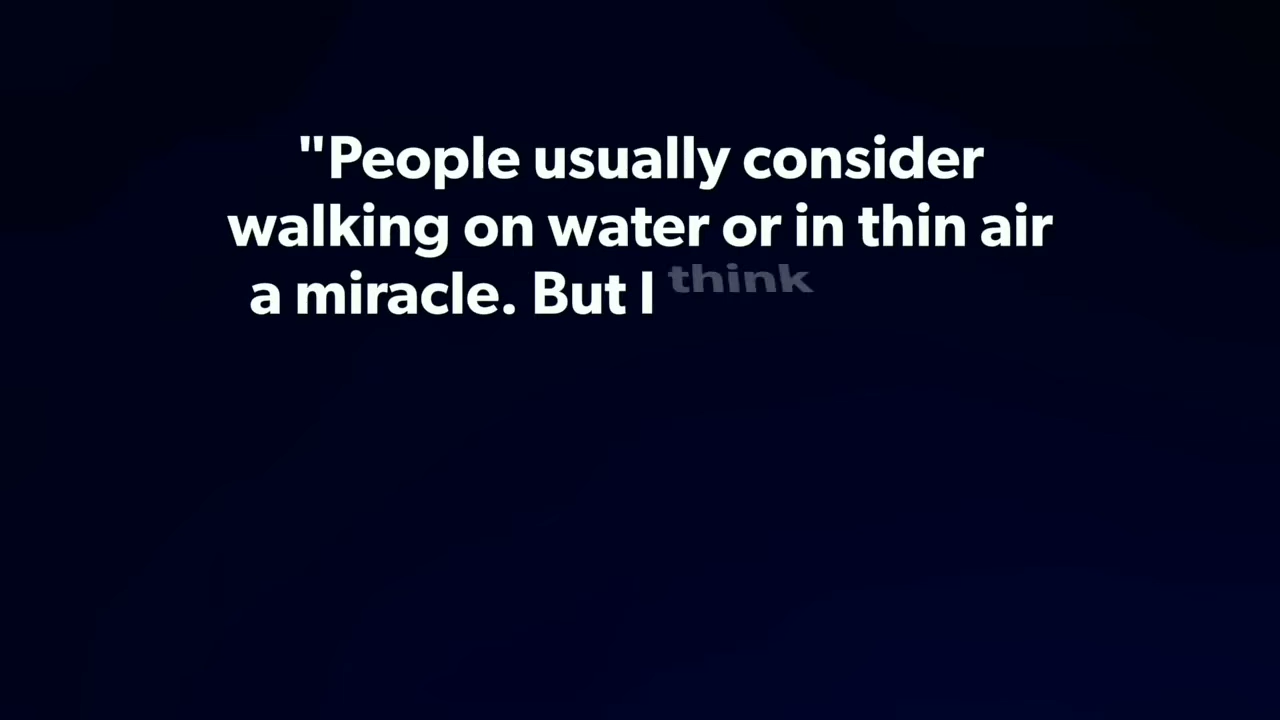 "People usually consider
walking on water or in thin air
a miracle. But I think